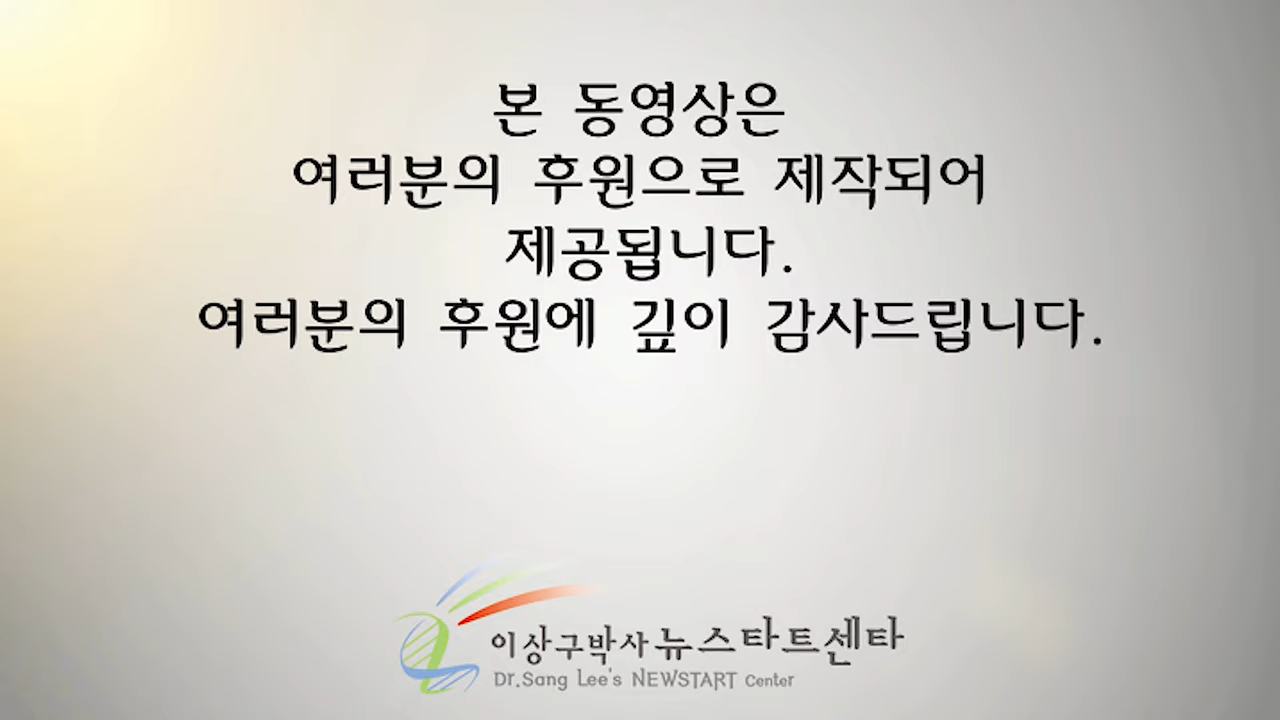 본 동영상은
여러분의 후원으로 제작되어
제공됩니다.
여러분의 후원에 깊이 감사드립니다.
이상구박사 뉴스타트센타
Dr.Sang Lee's NEWSTART Center